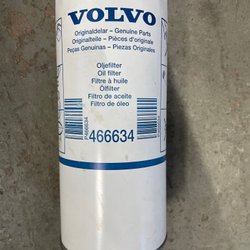 VOLVO
Originaldelar - Genuine Parts
Originalteile - Pièces d'origine
Peças Genuinas - Piezas Originales
Oljefilter
Oil filter
Filtre à huile
Ölfilter
Filtro de aceite
Filtro de óleo
P466634
466634